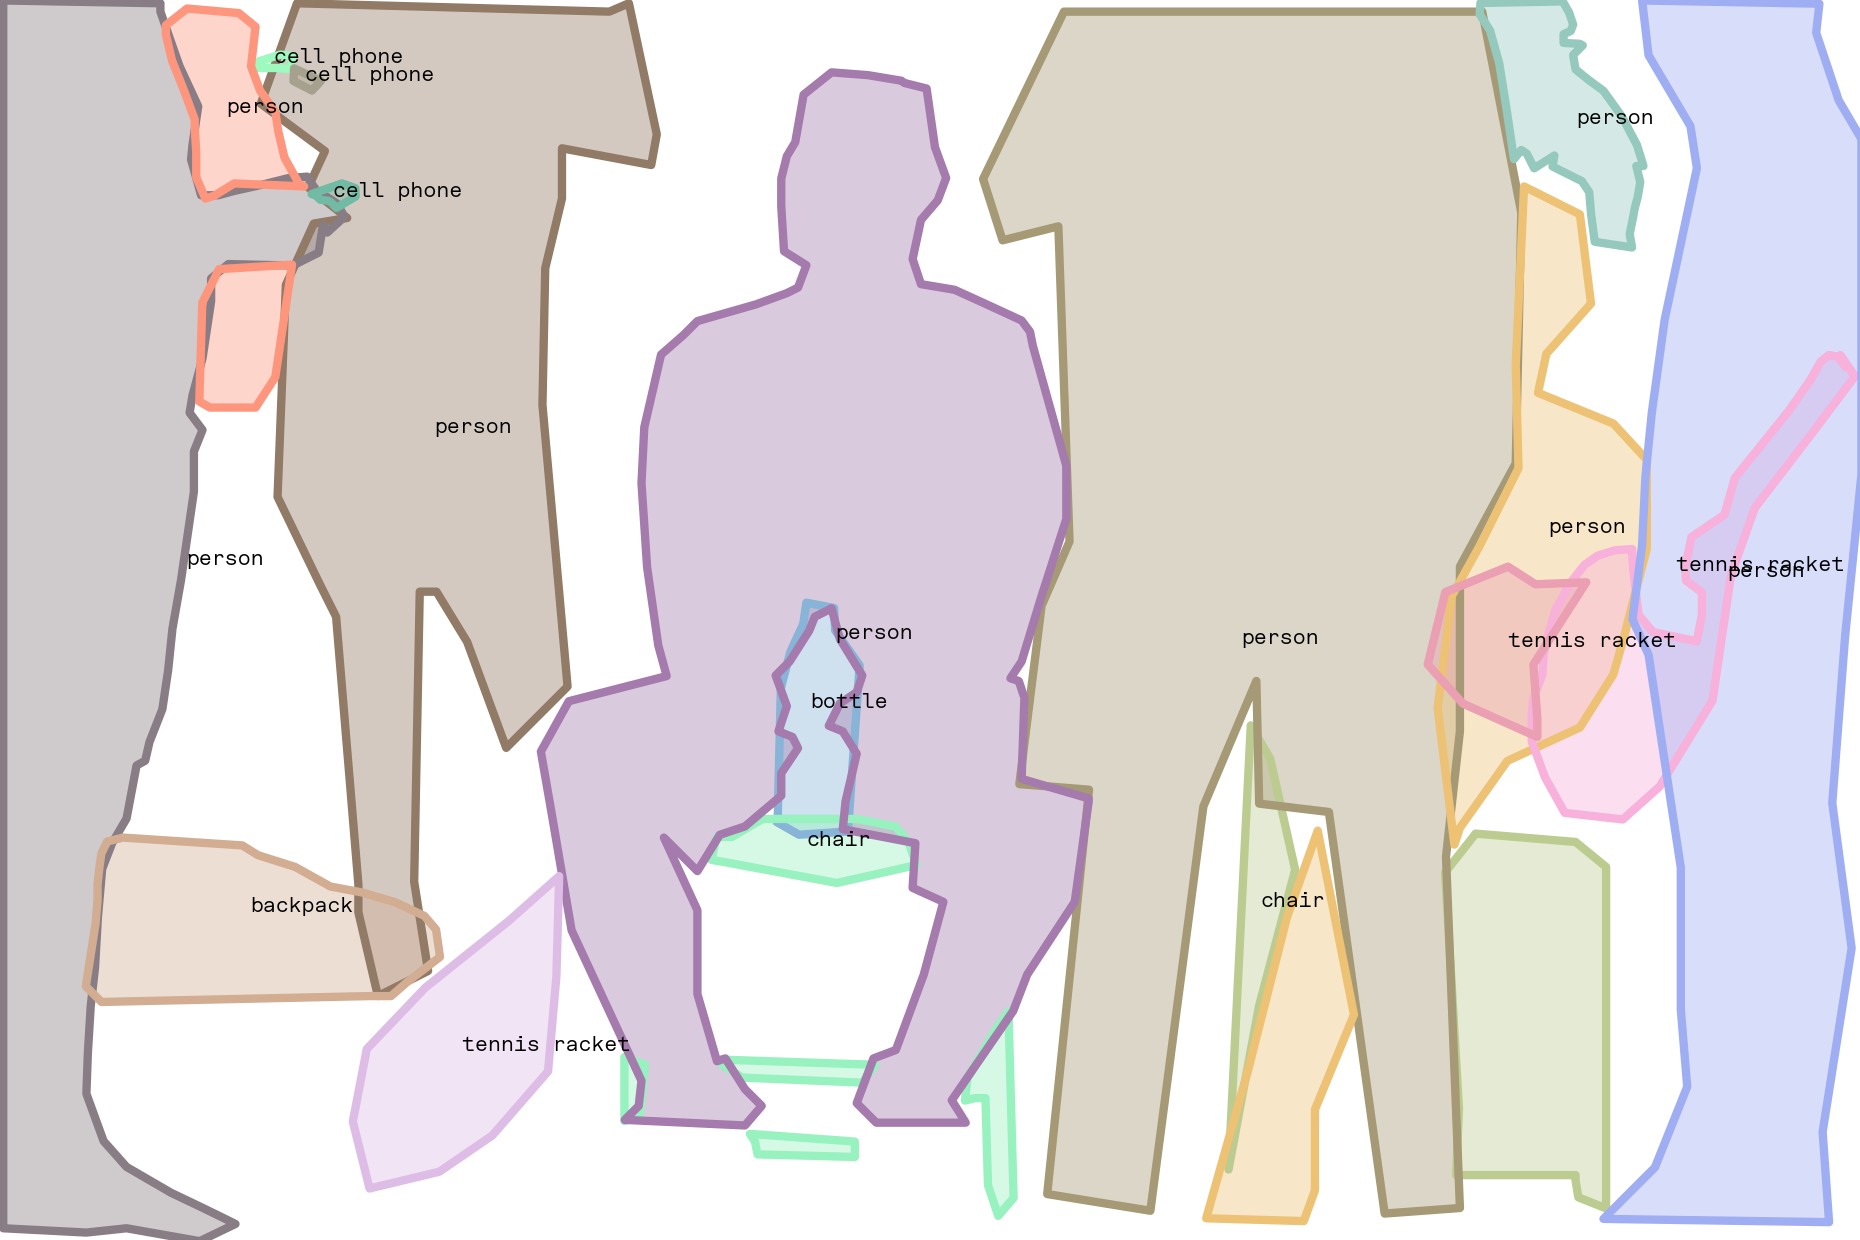 cell phone
cell phone
person
person
cell phone
person
person
person
tennis racket
person
person
person
tennis racket
bottle
chair
chair
backpack
tennis racket